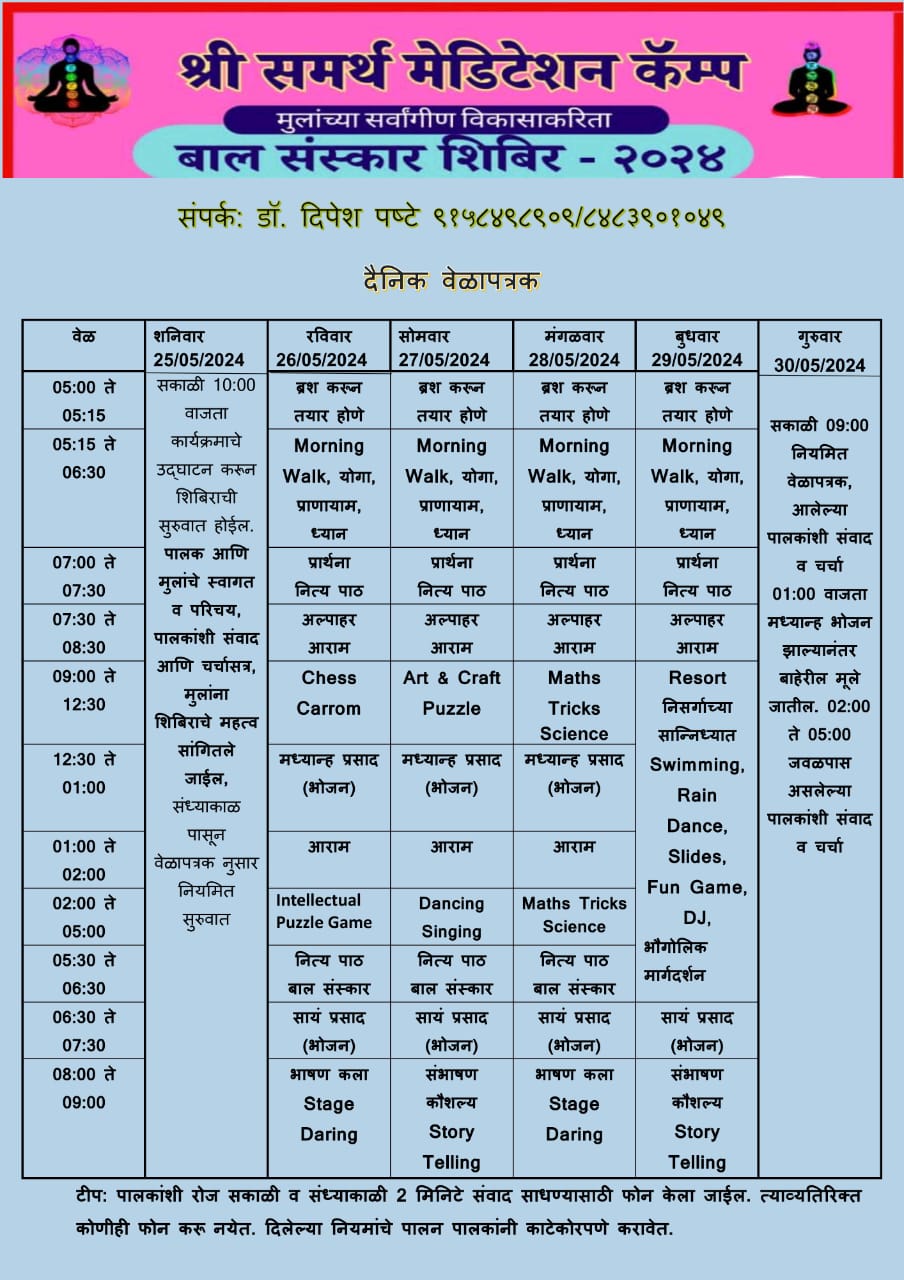 श्री समर्थ मेडिटेशन कॅम्प
मुलांच्या सर्वांगीण विकासाकरिता
बाल संस्कार शिबिर - २०२४
संपर्क: डॉ. दिपेश पष्टे ९१५८४९८९०९/८४८३९०१०४९
दैनिक वेळापत्रक
वेळ
शनिवार
25/05/2024
रविवार
26/05/2024
सोमवार
27/05/2024
मंगळवार
28/05/2024
बुधवार
29/05/2024
गुरुवार
30/05/2024
05:00 ते
05:15
सकाळी 10:00
वाजता
कार्यक्रमाचे
उद्घाटन करून
शिबिराची
सुरुवात होईल.
पालक आणि
मुलांचे स्वागत
व परिचय,
पालकांशी संवाद
आणि चर्चासत्र,
मुलांना
शिबिराचे महत्व
सांगितले
जाईल,
संध्याकाळ
पासून
वेळापत्रक नुसार
नियमित
सुरुवात
ब्रश करून
तयार होणे
ब्रश करून
तयार होणे
ब्रश करून
तयार होणे
ब्रश करून
तयार होणे
सकाळी 09:00
नियमित
वेळापत्रक,
आलेल्या
पालकांशी संवाद
व चर्चा
01:00 वाजता
मध्यान्ह भोजन
झाल्यानंतर
बाहेरील मूले
जातील. 02:00
ते 05:00
जवळपास
असलेल्या
पालकांशी संवाद
व चर्चा
05:15 ते
06:30
Morning
Walk, योगा,
प्राणायाम,
ध्यान
Morning
Walk, योगा,
प्राणायाम,
ध्यान
Morning
Walk, योगा,
प्राणायाम,
ध्यान
Morning
Walk, योगा,
प्राणायाम,
ध्यान
07:00 ते
07:30
प्रार्थना
नित्य पाठ
प्रार्थना
नित्य पाठ
प्रार्थना
नित्य पाठ
प्रार्थना
नित्य पाठ
07:30 ते
08:30
अल्पाहर
आराम
अल्पाहर
आराम
अल्पाहर
आराम
अल्पाहर
आराम
09:00 ते
12:30
Chess
Carrom
Art & Craft
Puzzle
Maths
Tricks
Science
Resort
निसर्गाच्या
सान्निध्यात
Swimming,
Rain
Dance,
Slides,
Fun Game,
DJ,
भौगोलिक
मार्गदर्शन
12:30 ते
01:00
मध्यान्ह प्रसाद
(भोजन)
मध्यान्ह प्रसाद
(भोजन)
मध्यान्ह प्रसाद
(भोजन)
01:00 ते
02:00
आराम
आराम
आराम
02:00 ते
05:00
Intellectual
Puzzle Game
Dancing
Singing
Maths Tricks
Science
05:30 ते
06:30
नित्य पाठ
बाल संस्कार
नित्य पाठ
बाल संस्कार
नित्य पाठ
बाल संस्कार
06:30 ते
07:30
सायं प्रसाद
(भोजन)
सायं प्रसाद
(भोजन)
सायं प्रसाद
(भोजन)
सायं प्रसाद
(भोजन)
08:00 ते
09:00
भाषण कला
Stage
Daring
संभाषण
कौशल्य
Story
Telling
भाषण कला
Stage
Daring
संभाषण
कौशल्य
Story
Telling
टीप: पालकांशी रोज सकाळी व संध्याकाळी 2 मिनिटे संवाद साधण्यासाठी फोन केला जाईल. त्याव्यतिरिक्त
कोणीही फोन करू नयेत. दिलेल्या नियमांचे पालन पालकांनी काटेकोरपणे करावेत.